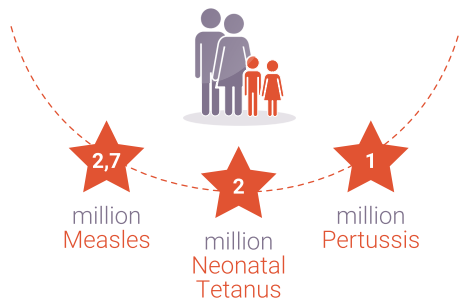 2,7
million
Measles
2
million
Neonatal
Tetanus
1
million
Pertussis